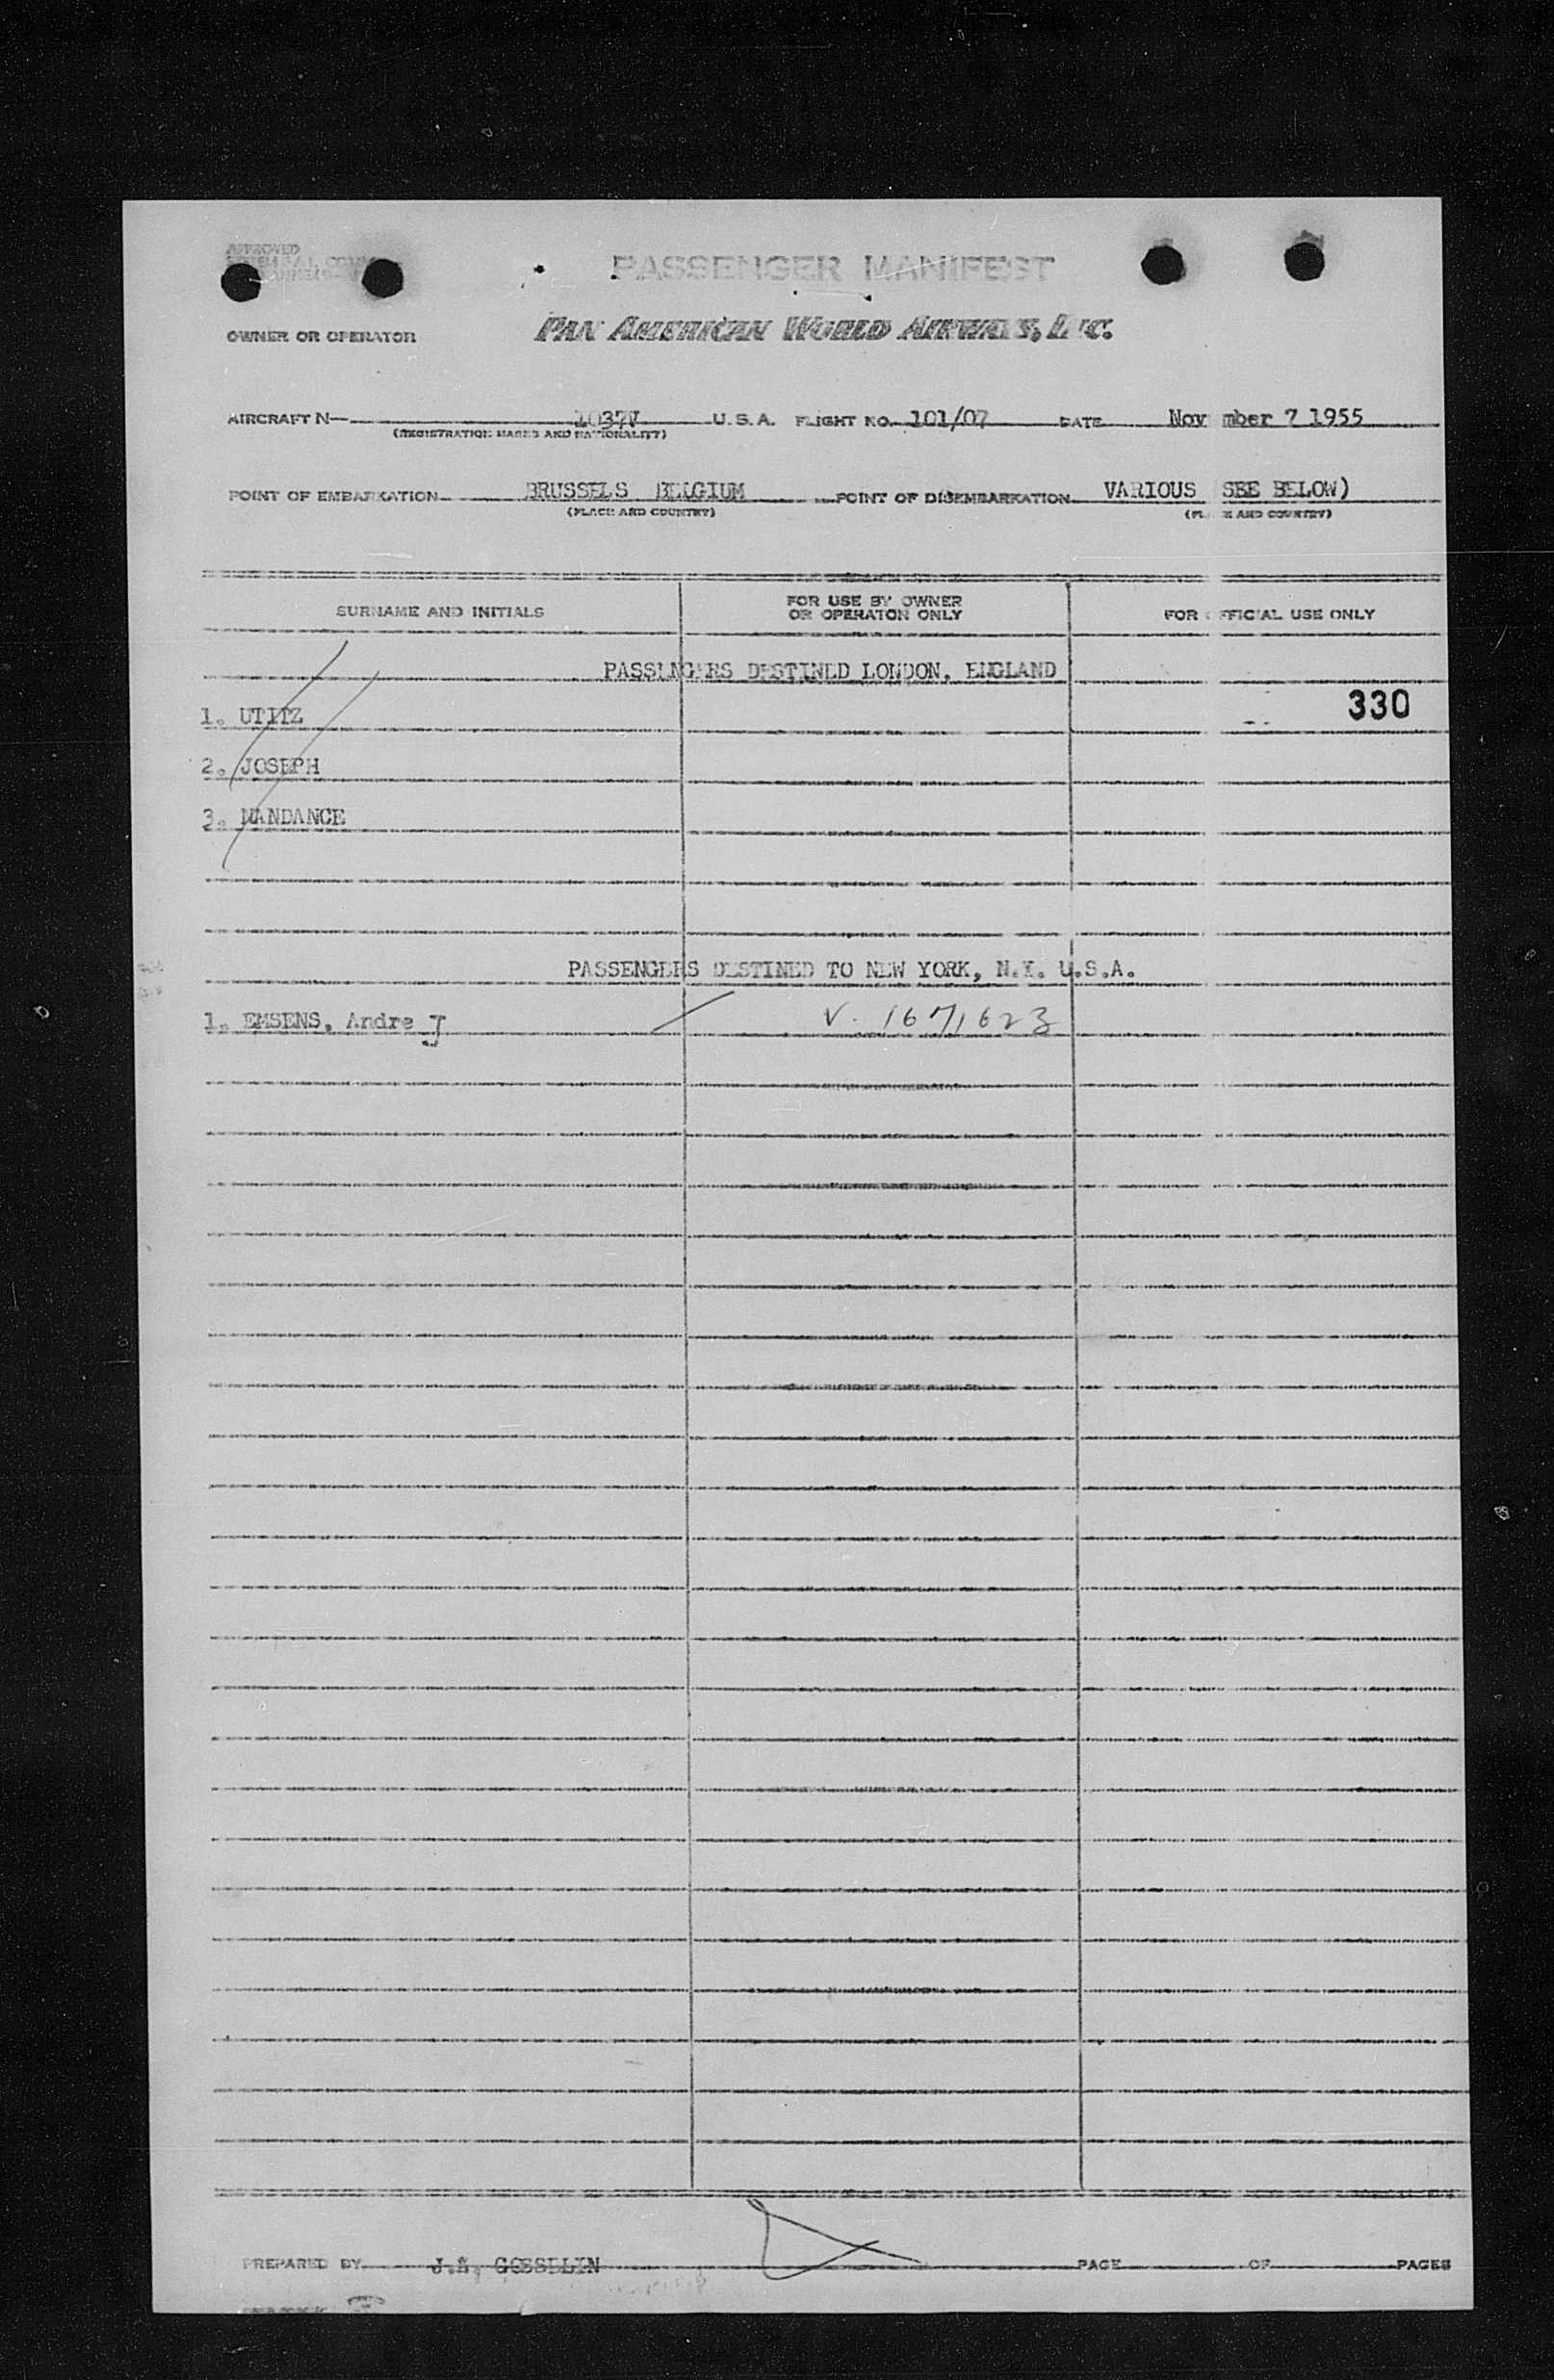 APPROVED
PASSENGER MANIFEST
OWNER OR OPERATOR PAN AMERICAN WORLD AIRWAYS, INC.
AIRCRAFT N— 1037V U.S.A. FLIGHT NO. 101/07 DATE Nov mber 7 1955
(REGISTRATION MARKS AND NATIONALITY)
POINT OF EMBARKATION BRUSSELS BELGIUM POINT OF DISEMBARKATION VARIOUS SEE BELOW)
(PLACE AND COUNTRY) (PL E AND COUNTRY)
SURNAME AND INITIALS FOR USE BY OWNER OR OPERATOR ONLY FOR OFFICIAL USE ONLY
PASSENGERS DESTINED LONDON, ENGLAND
330
1. UTITZ
2. JOSEPH
3. MANDANCE
PASSENGERS DESTINED TO NEW YORK, N.Y. U.S.A.
1. EMSENS, Andre J V. 1671623
PREPARED BY J.A. GOSSELIN PAGE OF PAGES